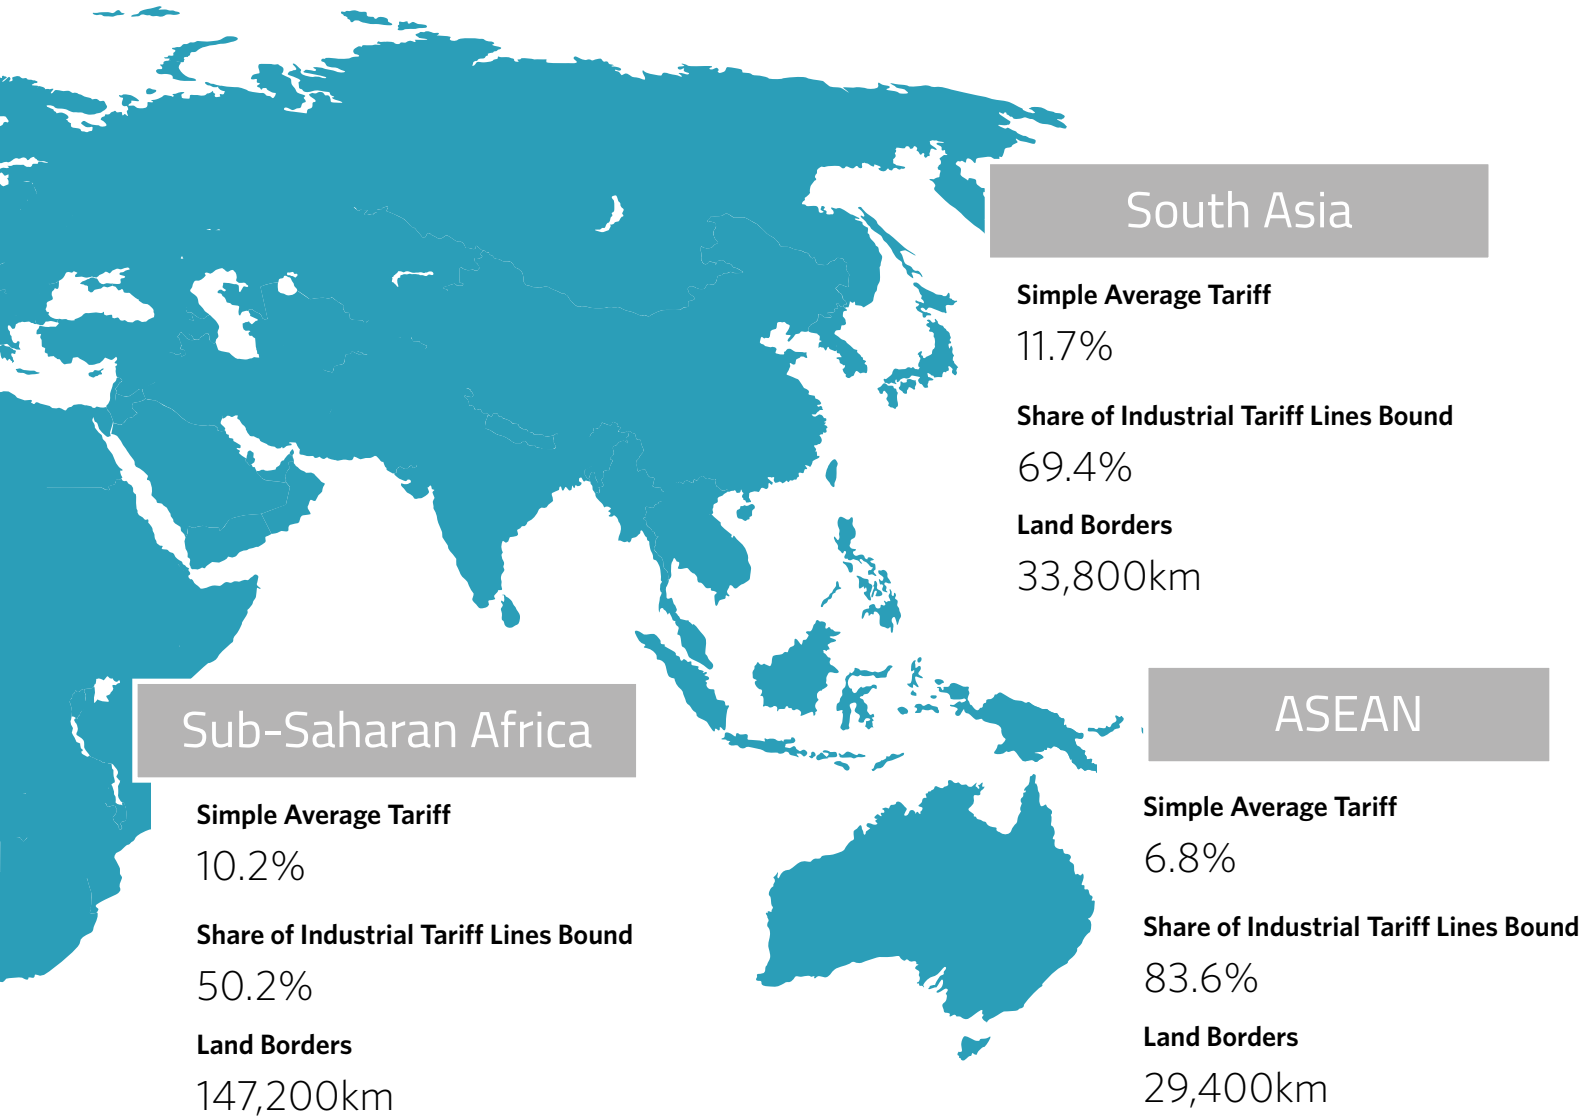 South Asia
Simple Average Tariff
11.7%
Share of Industrial Tariff Lines Bound
69.4%
Land Borders
33,800km
Sub-Saharan Africa
Simple Average Tariff
10.2%
Share of Industrial Tariff Lines Bound
50.2%
Land Borders
147,200km
ASEAN
Simple Average Tariff
6.8%
Share of Industrial Tariff Lines Bound
83.6%
Land Borders
29,400km